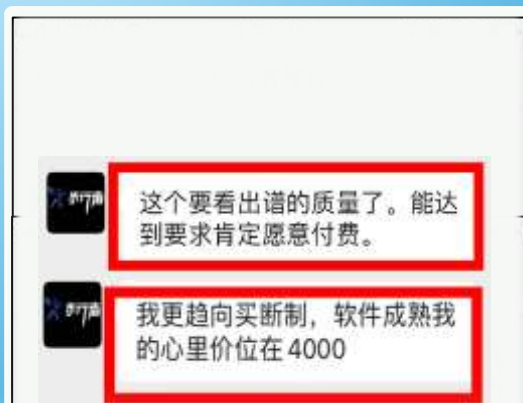 这个要看出谱的质量了。能达
到要求肯定愿意付费。
我更趋向买断制，软件成熟我
的心里价位在4000